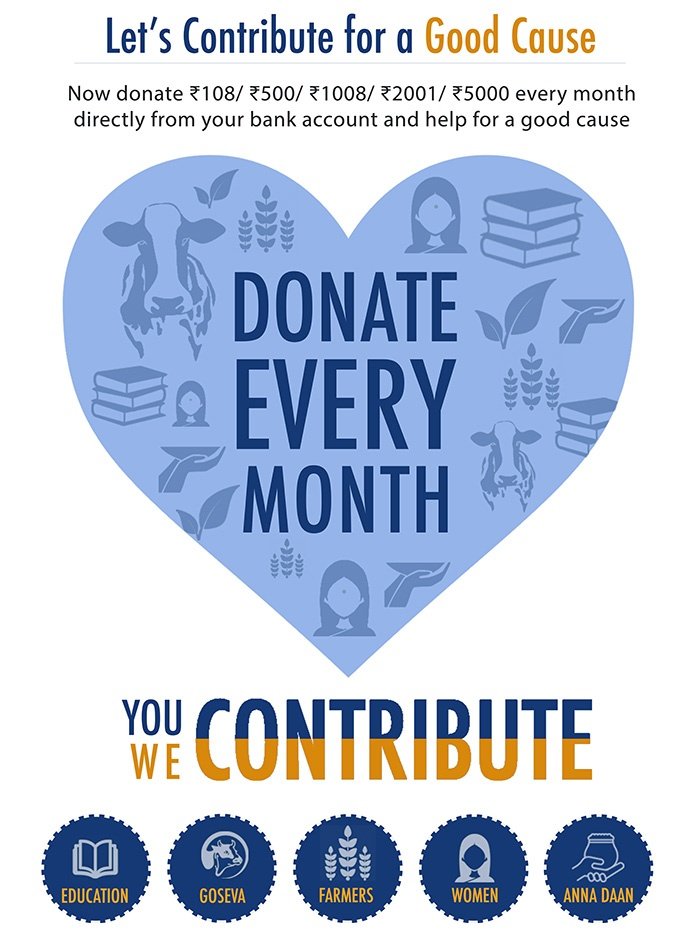 Let's Contribute for a Good Cause
Now donate ₹108/ ₹500/ ₹1008/ ₹2001/ ₹5000 every month
directly from your bank account and help for a good cause
DONATE
EVERY
MONTH
YOU
WE
CONTRIBUTE
EDUCATION
GOSEVA
FARMERS
WOMEN
ANNA DAAN